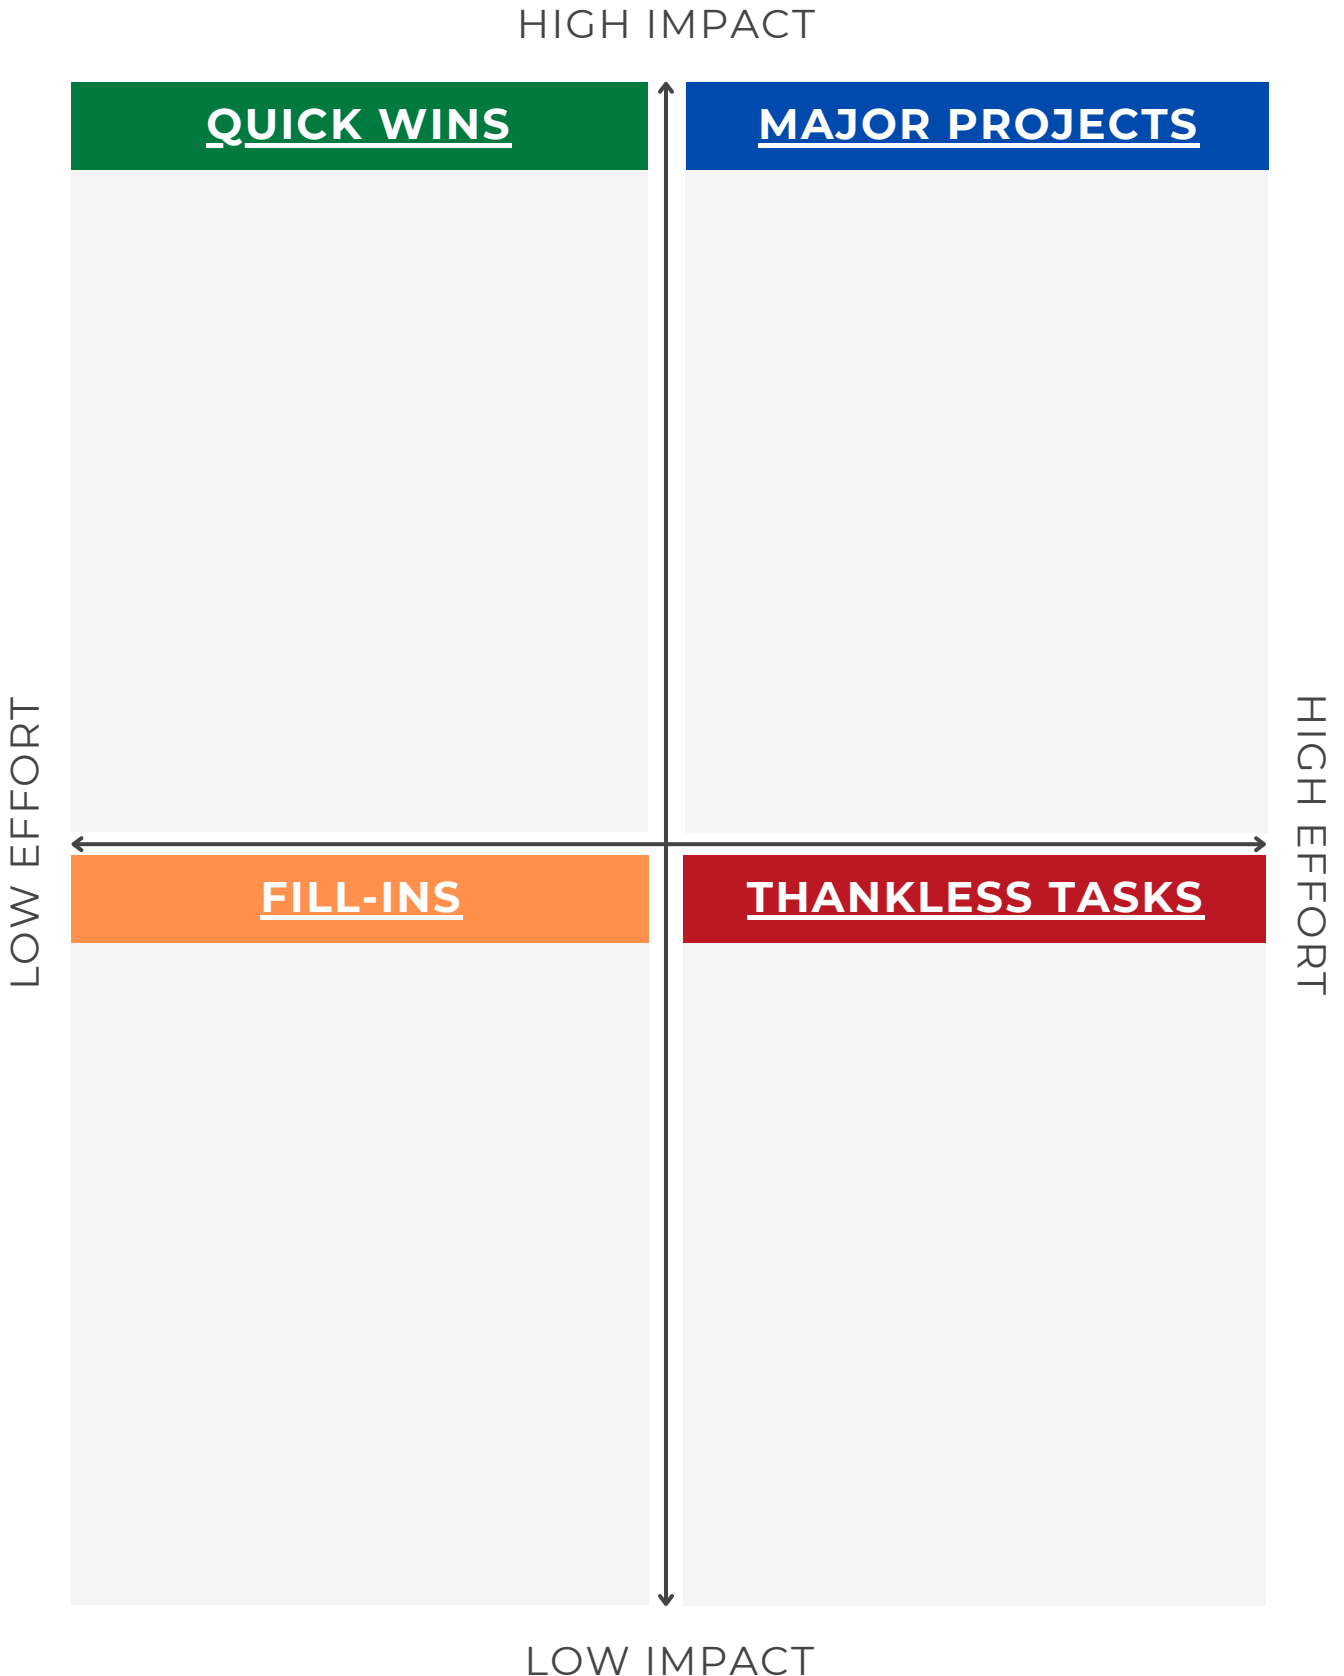 HIGH IMPACT
QUICK WINS
MAJOR PROJECTS
LOW EFFORT
HIGH EFFORT
FILL-INS
THANKLESS TASKS
LOW IMPACT